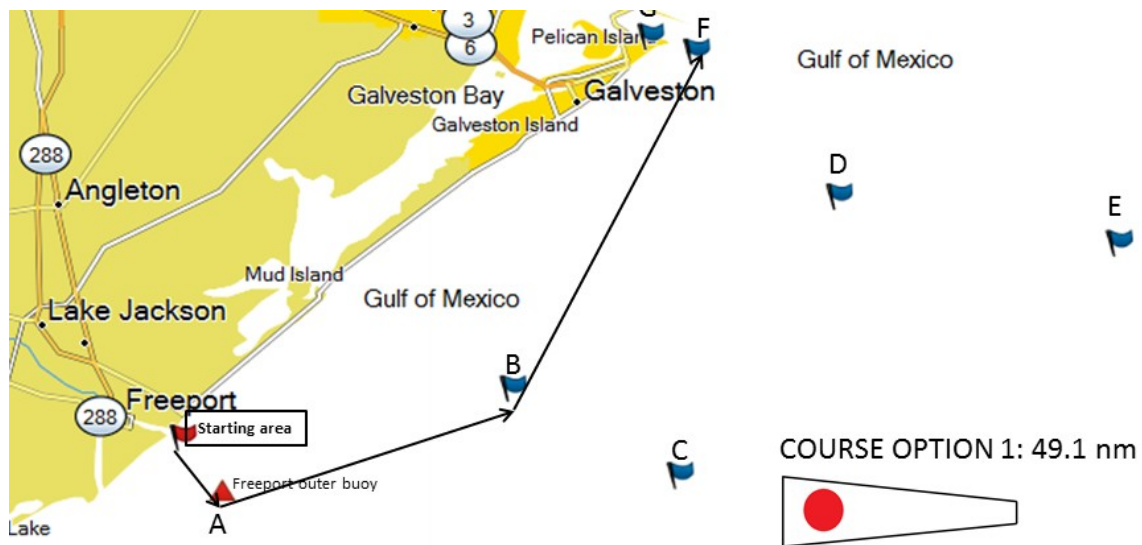 3
6
G
F
Pelican Island
Gulf of Mexico
Galveston Bay
Galveston
Galveston Island
288
Angleton
D
E
Mud Island
Gulf of Mexico
Lake Jackson
B
Freeport
288
Starting area
C
COURSE OPTION 1: 49.1 nm
Freeport outer buoy
A
Lake